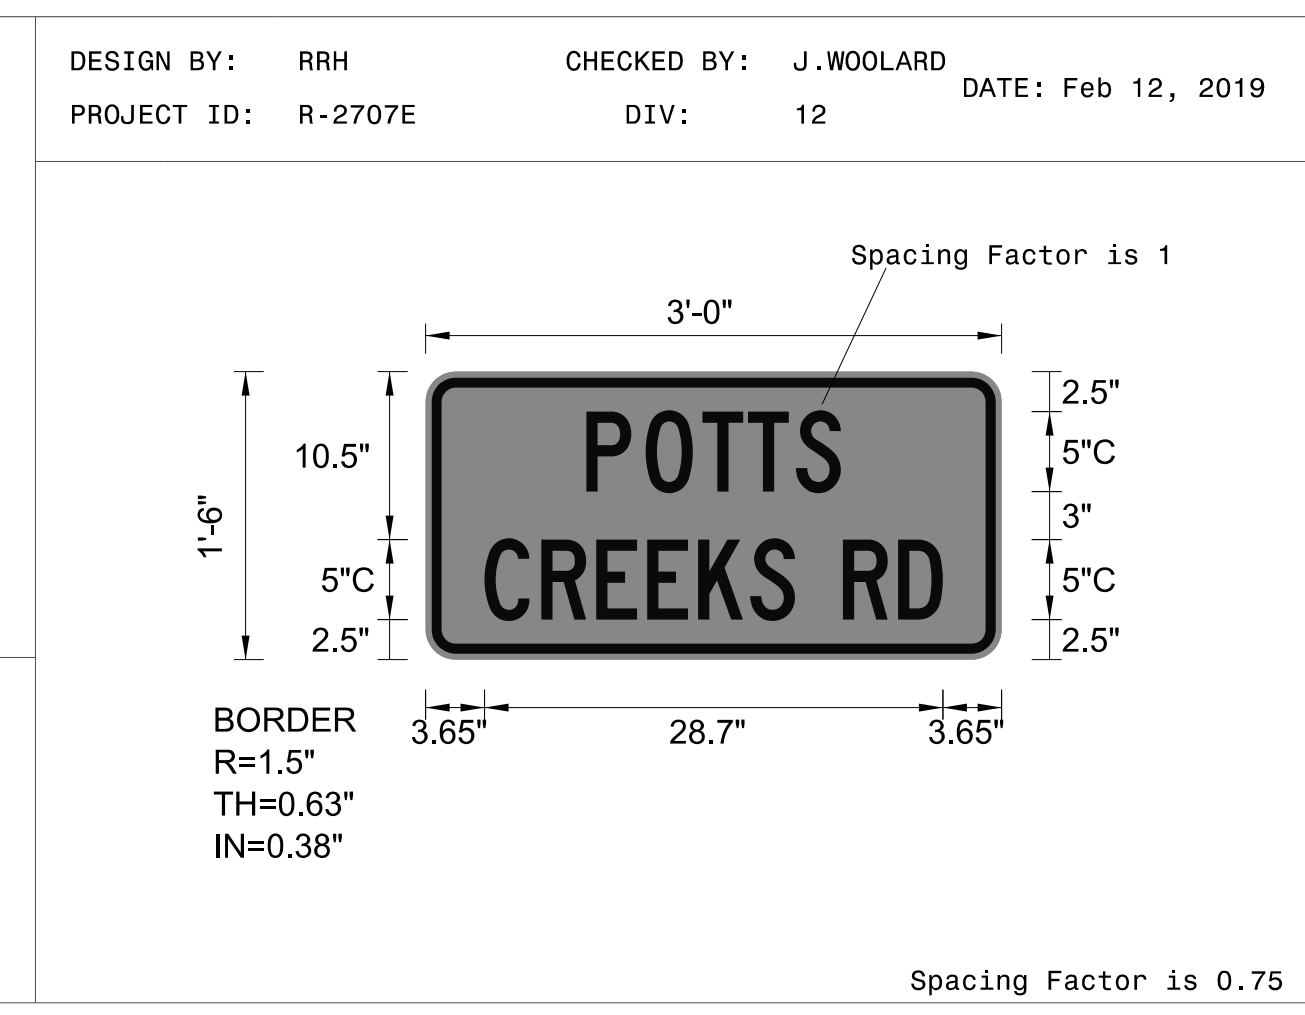 DESIGN BY: RRH CHECKED BY: J.WOOLARD
DATE: Feb 12, 2019
PROJECT ID: R-2707E DIV: 12
Spacing Factor is 1
3'-0"
2.5"
10.5"
5"C
1'-6"
3"
5"C
5"C
2.5"
2.5"
POTTS
CREEKS RD
3.65" 28.7" 3.65"
BORDER
R=1.5"
TH=0.63"
IN=0.38"
Spacing Factor is 0.75